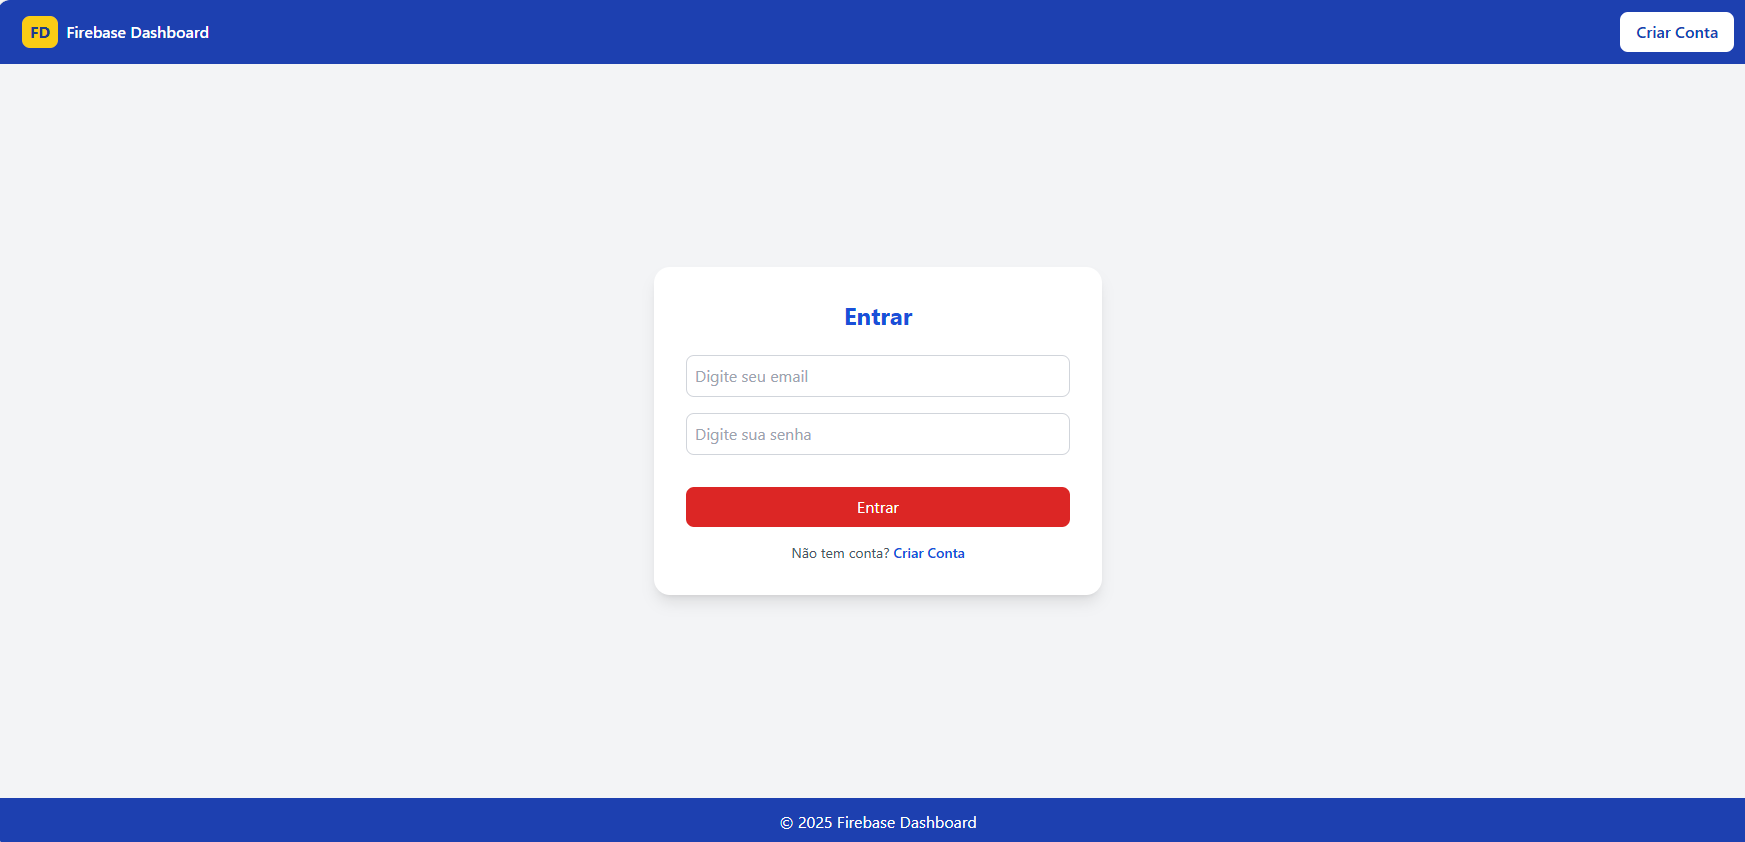 FD Firebase Dashboard
Criar Conta
Entrar
Digite seu email
Digite sua senha
Entrar
Não tem conta? Criar Conta
© 2025 Firebase Dashboard